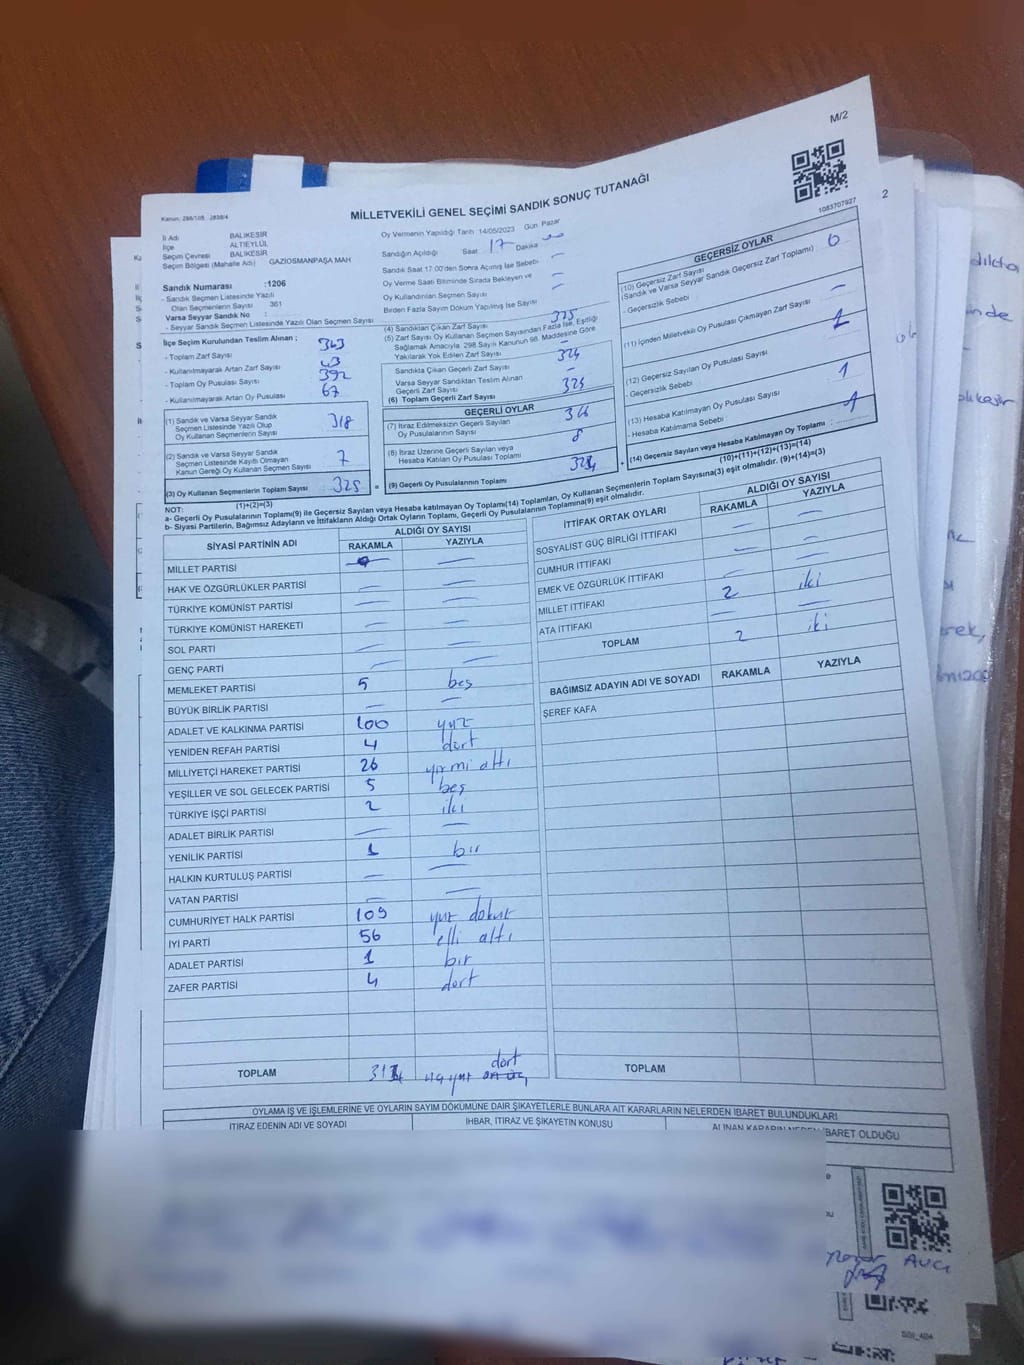 M/2
2
1083707927
Kanun: 298/105 , 2839/4
MİLLETVEKİLİ GENEL SEÇİMİ SANDIK SONUÇ TUTANAĞI
İl Adı BALIKESİR
İlçe ALTIEYLÜL
Seçim Çevresi BALIKESİR
Seçim Bölgesi (Mahalle Adı) GAZİOSMANPAŞA MAH
Sandık Numarası :1206
- Sandık Seçmen Listesinde Yazılı
Olan Seçmenlerin Sayısı 361
Varsa Seyyar Sandık No :
- Seyyar Sandık Seçmen Listesinde Yazılı Olan Seçmen Sayısı
Oy Vermenin Yapıldığı Tarih 14/05/2023 Gün Pazar
Sandığın Açıldığı Saat 17 Dakika
Sandık Saat 17.00'den Sonra Açılmış İse Sebebi —
Oy Verme Saati Bitiminde Sırada Bekleyen ve —
Oy Kullandırılan Seçmen Sayısı
Birden Fazla Sayım Döküm Yapılmış İse Sayısı —
İlçe Seçim Kurulundan Teslim Alınan ;
- Toplam Zarf Sayısı 363
- Kullanılmayarak Artan Zarf Sayısı
- Toplam Oy Pusulası Sayısı 392
- Kullanılmayarak Artan Oy Pusulası 67
(1) Sandık ve Varsa Seyyar Sandık
Seçmen Listesinde Yazılı Olup
Oy Kullanan Seçmenlerin Sayısı 318
(2) Sandık ve Varsa Seyyar Sandık
Seçmen Listesinde Kayıtlı Olmayan
Kanun Gereği Oy Kullanan Seçmen Sayısı 7
(3) Oy Kullanan Seçmenlerin Toplam Sayısı 325
(1)+(2)=(3)
(4) Sandıktan Çıkan Zarf Sayısı 325
(5) Zarf Sayısı Oy Kullanan Seçmen Sayısından Fazla İse, Eşitliği
Sağlamak Amacıyla, 298 Sayılı Kanunun 98. Maddesine Göre
Yakılarak Yok Edilen Zarf Sayısı
Sandıkta Çıkan Geçerli Zarf Sayısı
Varsa Seyyar Sandıktan Teslim Alınan
Geçerli Zarf Sayısı
(6) Toplam Geçerli Zarf Sayısı
GEÇERLİ OYLAR
(7) İtiraz Edilmeksizin Geçerli Sayılan
Oy Pusulalarının Sayısı
(8) İtiraz Üzerine Geçerli Sayılan veya
Hesaba Katılan Oy Pusulası Toplamı 8
(9) Geçerli Oy Pusulalarının Toplamı
GEÇERSİZ OYLAR
(10) Geçersiz Zarf Sayısı
(Sandık ve Varsa Seyyar Sandık Geçersiz Zarf Toplamı)
- Geçersizlik Sebebi
(11) İçinden Milletvekili Oy Pusulası Çıkmayan Zarf Sayısı
(12) Geçersiz Sayılan Oy Pusulası Sayısı
- Geçersizlik Sebebi
(13) Hesaba Katılmayan Oy Pusulası Sayısı 1
- Hesaba Katılmama Sebebi
(14) Geçersiz Sayılan veya Hesaba Katılmayan Oy Toplamı : 1
(10)+(11)+(12)+(13)=(14)
NOT:
a- Geçerli Oy Pusulalarının Toplamı(9) ile Geçersiz Sayılan veya Hesaba Katılmayan Oy Toplamı(14) Toplamları, Oy Kullanan Seçmenlerin Toplam Sayısına(3) eşit olmalıdır. (9)+(14)=(3)
b- Siyasi Partilerin, Bağımsız Adayların ve İttifakların Aldığı Ortak Oyların Toplamı, Geçerli Oy Pusulalarının Toplamına(9) eşit olmalıdır.
SİYASİ PARTİNİN ADI ALDIĞI OY SAYISI
RAKAMLA YAZIYLA
MİLLET PARTİSİ —
HAK VE ÖZGÜRLÜKLER PARTİSİ — —
TÜRKİYE KOMÜNİST PARTİSİ — —
TÜRKİYE KOMÜNİST HAREKETİ — —
SOL PARTİ — —
GENÇ PARTİ — —
MEMLEKET PARTİSİ 5 beş
BÜYÜK BİRLİK PARTİSİ — —
ADALET VE KALKINMA PARTİSİ 100 yüz
YENİDEN REFAH PARTİSİ 4 dört
MİLLİYETÇİ HAREKET PARTİSİ 26 yirmi altı
YEŞİLLER VE SOL GELECEK PARTİSİ 5 beş
TÜRKİYE İŞÇİ PARTİSİ 2 iki
ADALET BİRLİK PARTİSİ — —
YENİLİK PARTİSİ 1 bir
HALKIN KURTULUŞ PARTİSİ — —
VATAN PARTİSİ — —
CUMHURİYET HALK PARTİSİ 109 yüz dokuz
İYİ PARTİ 56 elli altı
ADALET PARTİSİ 1 bir
ZAFER PARTİSİ 4 dört
TOPLAM dört
İTTİFAK ORTAK OYLARI ALDIĞI OY SAYISI
RAKAMLA YAZIYLA
SOSYALİST GÜÇ BİRLİĞİ İTTİFAKI — —
CUMHUR İTTİFAKI — —
EMEK VE ÖZGÜRLÜK İTTİFAKI — —
MİLLET İTTİFAKI 2 iki
ATA İTTİFAKI — —
TOPLAM 2 iki
BAĞIMSIZ ADAYIN ADI VE SOYADI RAKAMLA YAZIYLA
ŞEREF KAFA
TOPLAM
OYLAMA İŞ VE İŞLEMLERİNE VE OYLARIN SAYIM DÖKÜMÜNE DAİR ŞİKAYETLERLE BUNLARA AİT KARARLARIN NELERDEN İBARET BULUNDUKLARI
İTİRAZ EDENİN ADI VE SOYADI İHBAR, İTİRAZ VE ŞİKAYETİN KONUSU ALINAN KARARIN NEDEN İBARET OLDUĞU
AVCI